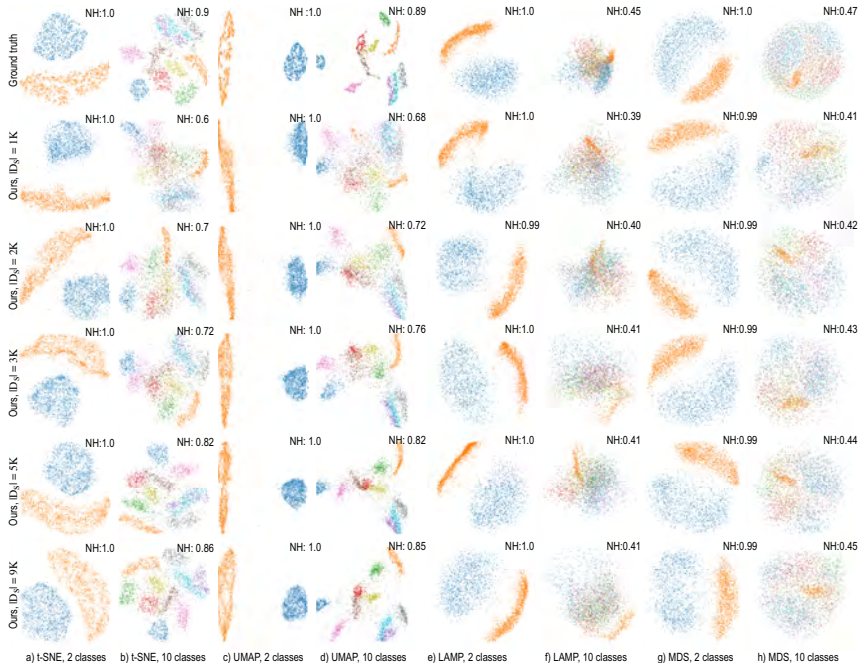 NH:1.0 NH: 0.9 NH :1.0 NH: 0.89 NH:1.0 NH:0.45 NH:1.0 NH:0.47
Ground truth
NH:1.0 NH: 0.6 NH: 1.0 NH: 0.68 NH:1.0 NH:0.39 NH:0.99 NH:0.41
Ours, |D_S| = 1K
NH:1.0 NH: 0.7 NH: 1.0 NH: 0.72 NH:0.99 NH:0.40 NH:0.99 NH:0.42
Ours, |D_S| = 2K
NH:1.0 NH: 0.72 NH: 1.0 NH: 0.76 NH:1.0 NH:0.41 NH:0.99 NH:0.43
Ours, |D_S| = 3K
NH:1.0 NH: 0.82 NH: 1.0 NH: 0.82 NH:1.0 NH:0.41 NH:0.99 NH:0.44
Ours, |D_S| = 5K
NH:1.0 NH: 0.86 NH: 1.0 NH: 0.85 NH:1.0 NH:0.41 NH:0.99 NH:0.45
Ours, |D_S| = 9K
a) t-SNE, 2 classes b) t-SNE, 10 classes c) UMAP, 2 classes d) UMAP, 10 classes e) LAMP, 2 classes f) LAMP, 10 classes g) MDS, 2 classes h) MDS, 10 classes